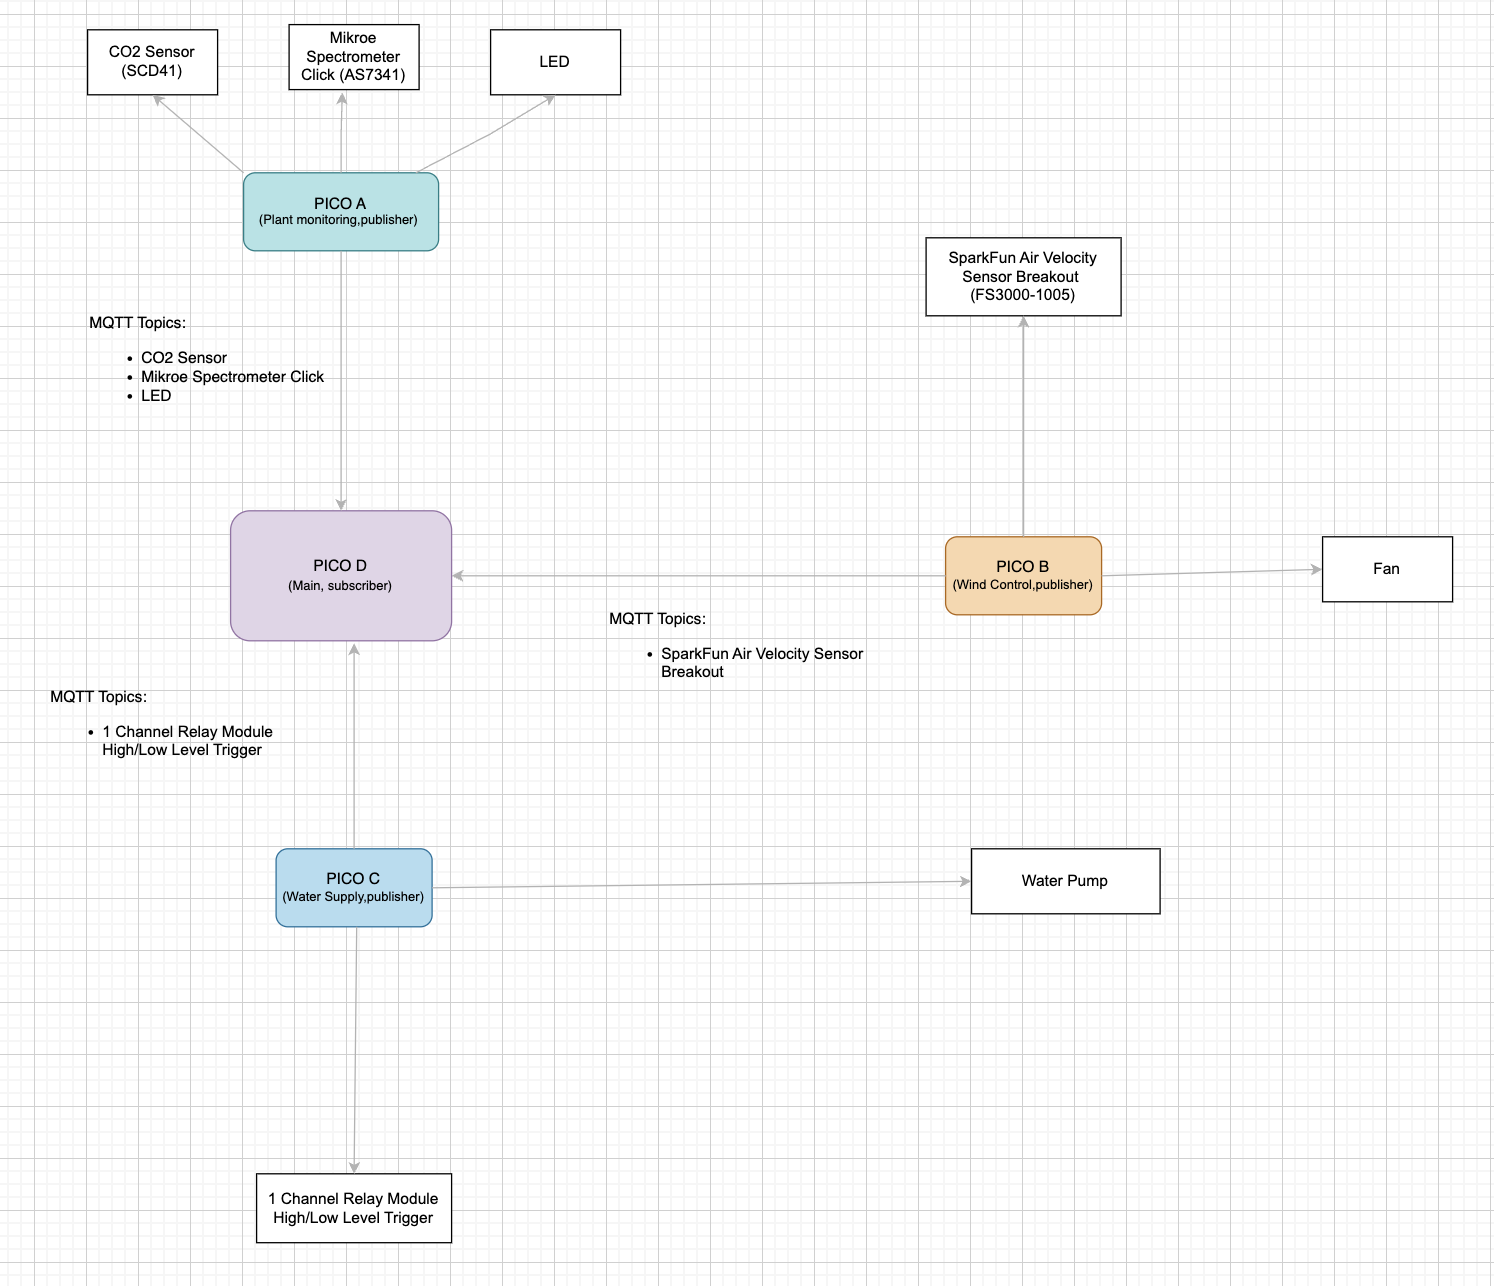 CO2 Sensor
(SCD41)
Mikroe
Spectrometer
Click (AS7341)
LED
PICO A
(Plant monitoring,publisher)
SparkFun Air Velocity
Sensor Breakout
(FS3000-1005)
MQTT Topics:
• CO2 Sensor
• Mikroe Spectrometer Click
• LED
PICO D
(Main, subscriber)
PICO B
(Wind Control,publisher)
Fan
MQTT Topics:
• SparkFun Air Velocity Sensor
Breakout
MQTT Topics:
• 1 Channel Relay Module
High/Low Level Trigger
PICO C
(Water Supply,publisher)
Water Pump
1 Channel Relay Module
High/Low Level Trigger